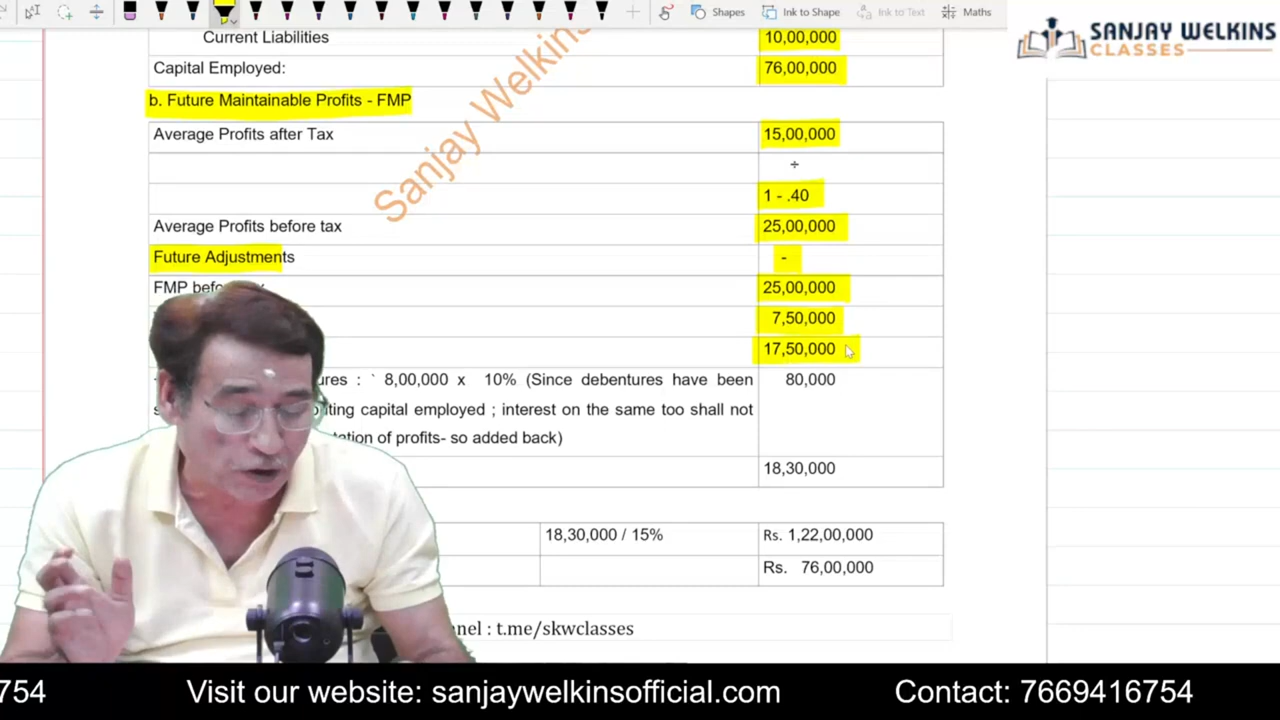 Shapes Ink to Shape Ink to Text Maths
SANJAY WELKINS
CLASSES
Current Liabilities 10,00,000
Capital Employed: 76,00,000
b. Future Maintainable Profits - FMP
Average Profits after Tax 15,00,000
÷
1 - .40
Average Profits before tax 25,00,000
Future Adjustments -
FMP before 25,00,000
7,50,000
17,50,000
ures : ` 8,00,000 x 10% (Since debentures have been 80,000
capital employed ; interest on the same too shall not
tation of profits- so added back)
18,30,000
18,30,000 / 15% Rs. 1,22,00,000
Rs. 76,00,000
nel : t.me/skwclasses
Sanjay Welkins
754 Visit our website: sanjaywelkinsofficial.com Contact: 7669416754